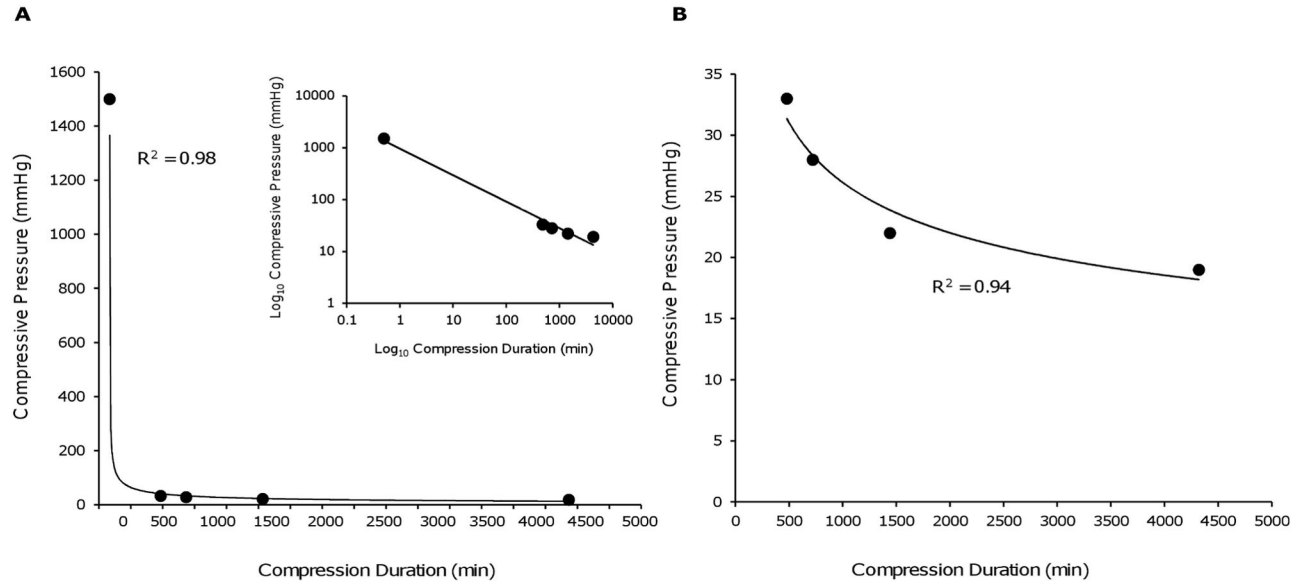 A
1600
1400
1200
1000
800
600
400
200
0
Compressive Pressure (mmHg)
R² = 0.98
0 500 1000 1500 2000 2500 3000 3500 4000 4500 5000
Compression Duration (min)
10000
1000
100
10
1
Log₁₀ Compressive Pressure (mmHg)
0.1 1 10 100 1000 10000
Log₁₀ Compression Duration (min)
B
35
30
25
20
15
10
5
0
Compressive Pressure (mmHg)
R² = 0.94
0 500 1000 1500 2000 2500 3000 3500 4000 4500 5000
Compression Duration (min)